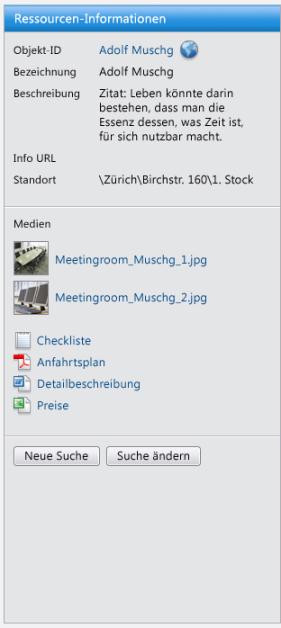 Ressourcen-Informationen
Objekt-ID Adolf Muschg
Bezeichnung Adolf Muschg
Beschreibung Zitat: Leben könnte darin
bestehen, dass man die
Essenz dessen, was Zeit ist,
für sich nutzbar macht.
Info URL
Standort \Zürich\Birchstr. 160\1. Stock
Medien
Meetingroom_Muschg_1.jpg
Meetingroom_Muschg_2.jpg
Checkliste
Anfahrtsplan
Detailbeschreibung
Preise
Neue Suche Suche ändern